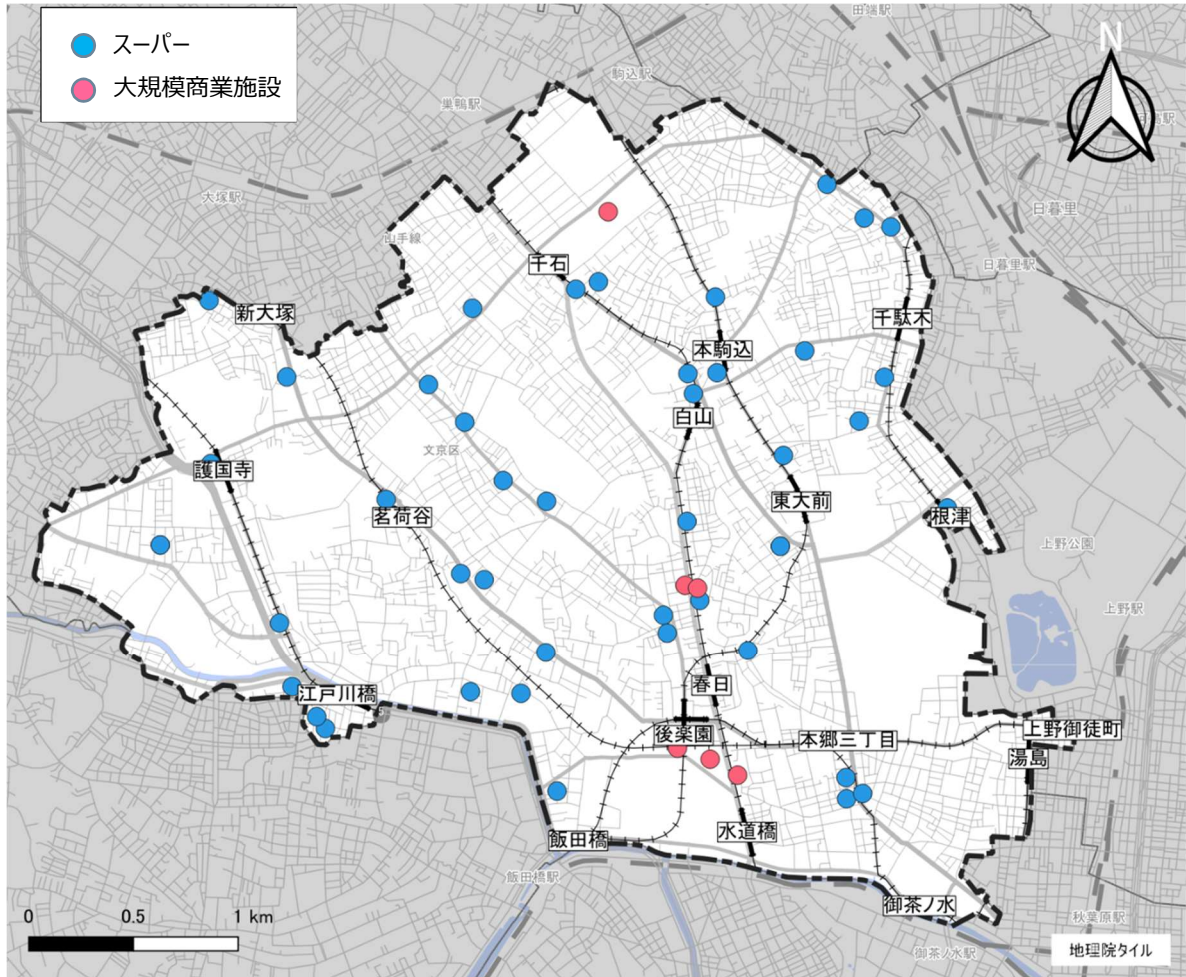 スーパー
大規模商業施設
N
田端駅
駒込駅
巣鴨駅
大塚駅
山手線
日暮里
日暮里駅
千石
新大塚
千駄木
本駒込
白山
文京区
護国寺
茗荷谷
東大前
根津
上野公園
上野駅
江戸川橋
春日
後楽園
本郷三丁目
上野御徒町
湯島
水道橋
飯田橋
飯田橋駅
御茶ノ水
秋葉原駅
御茶ノ水駅
0 0.5 1 km
地理院タイル